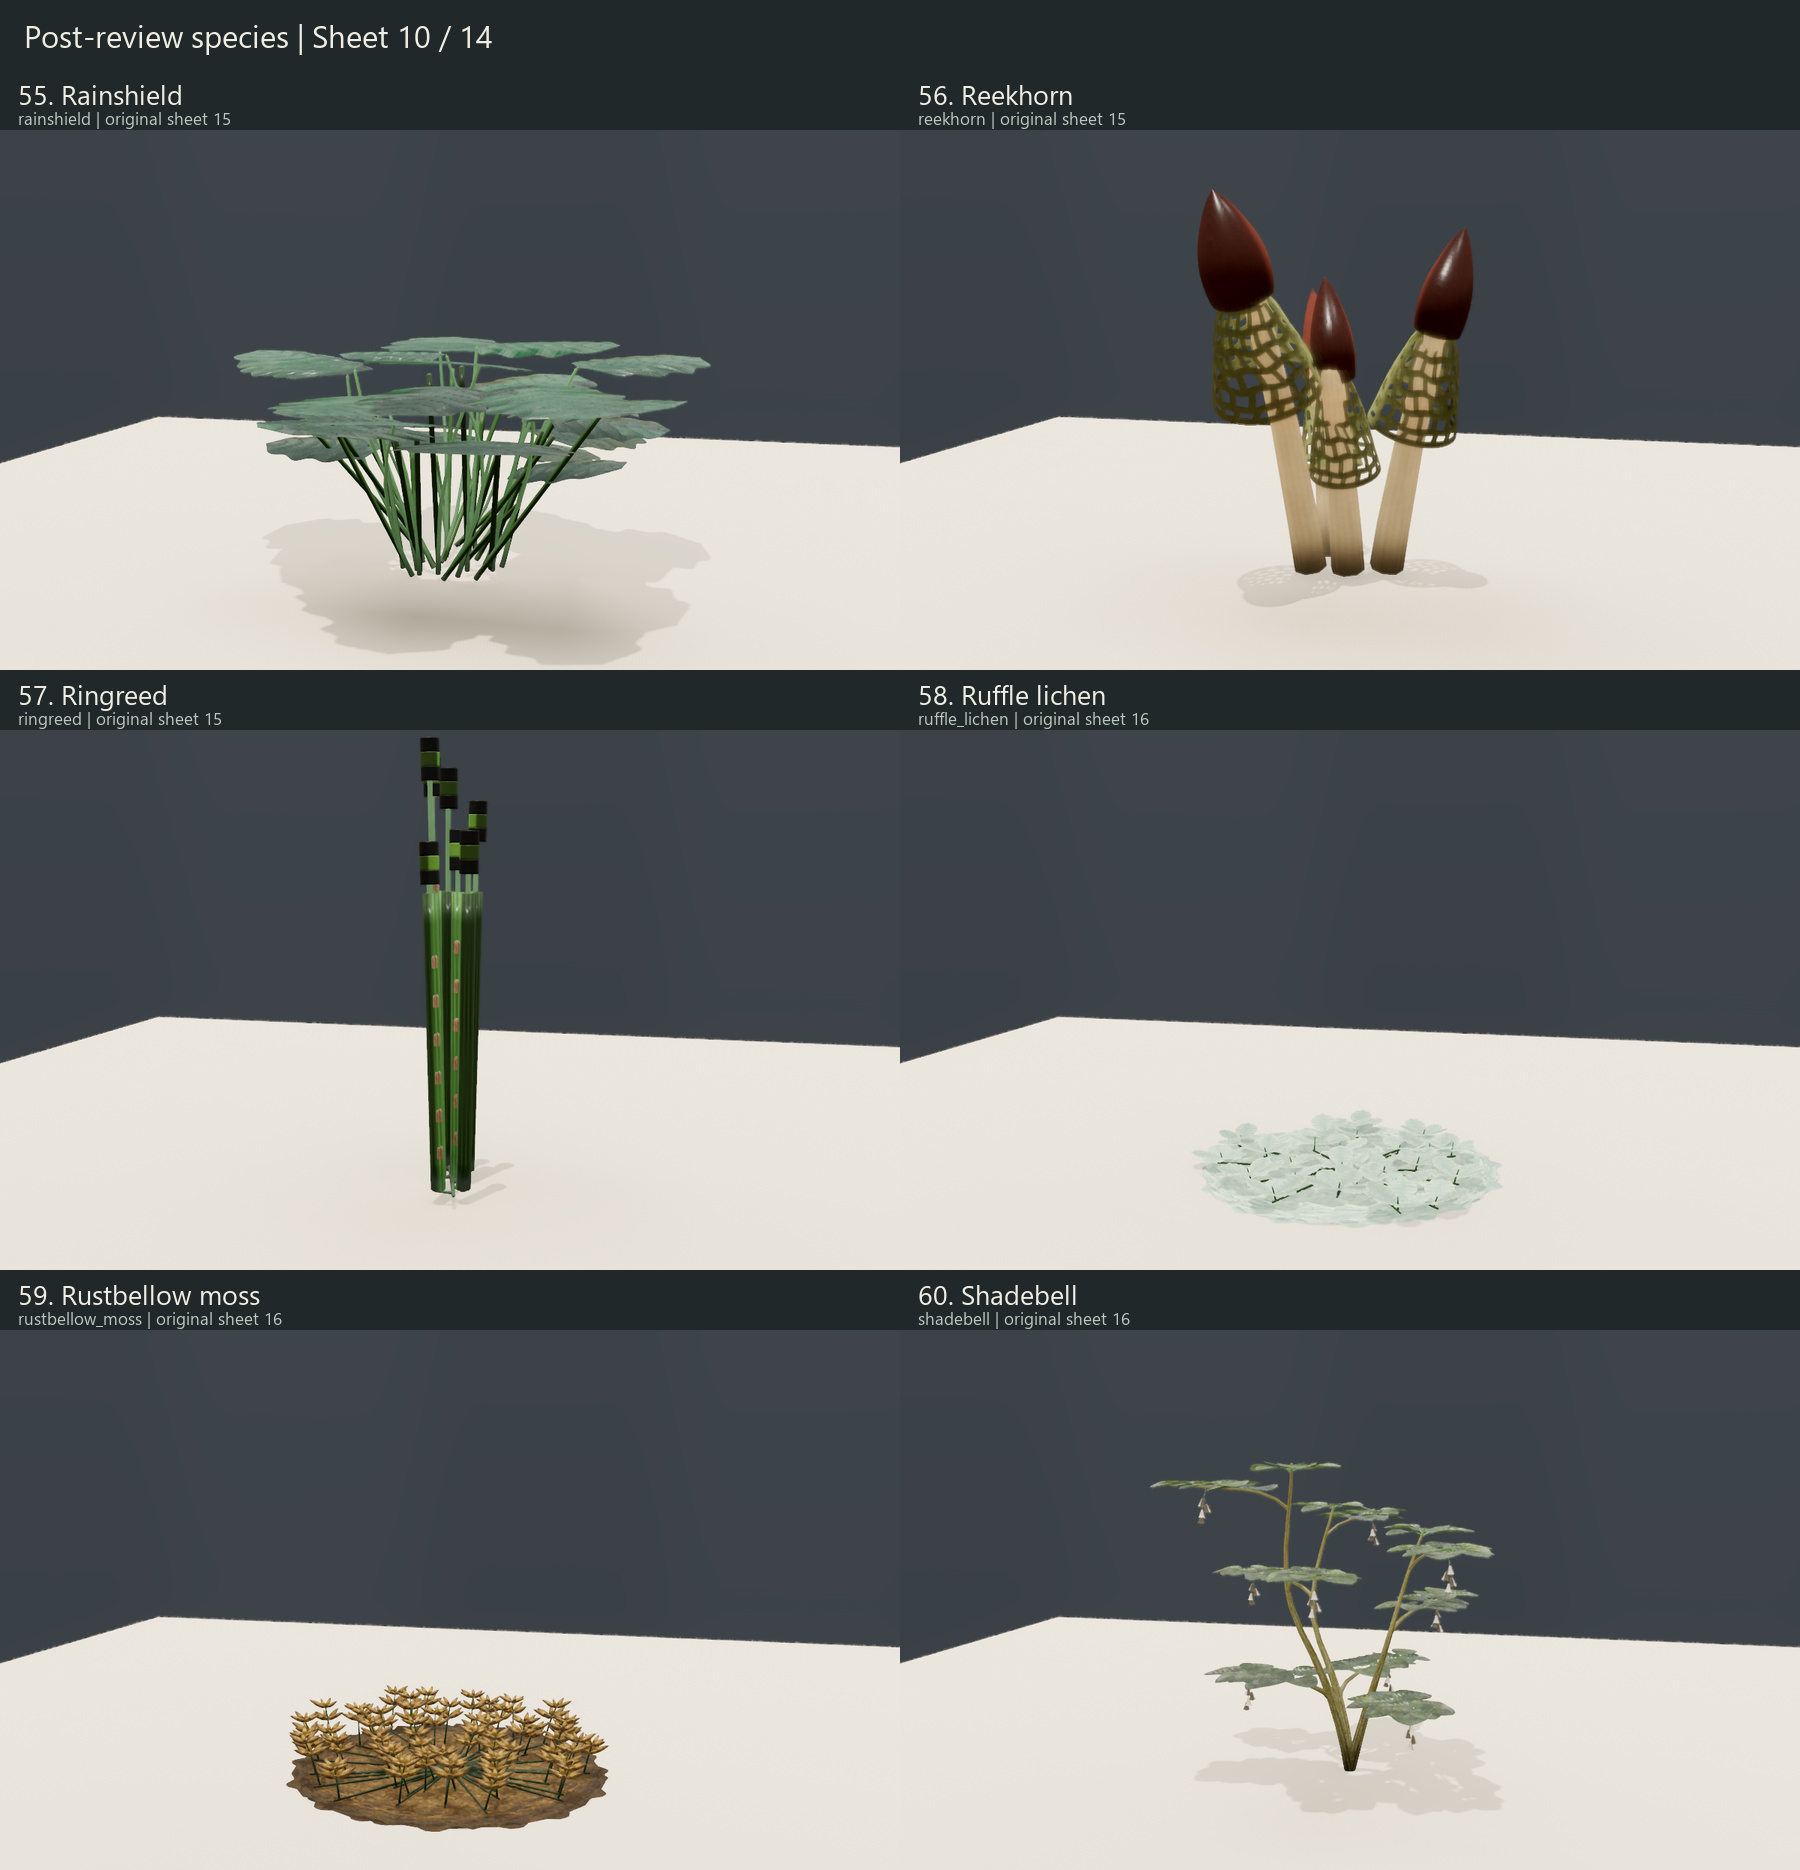 Post-review species | Sheet 10 / 14
55. Rainshield
rainshield | original sheet 15
56. Reekhorn
reekhorn | original sheet 15
57. Ringreed
ringreed | original sheet 15
58. Ruffle lichen
ruffle_lichen | original sheet 16
59. Rustbellow moss
rustbellow_moss | original sheet 16
60. Shadebell
shadebell | original sheet 16